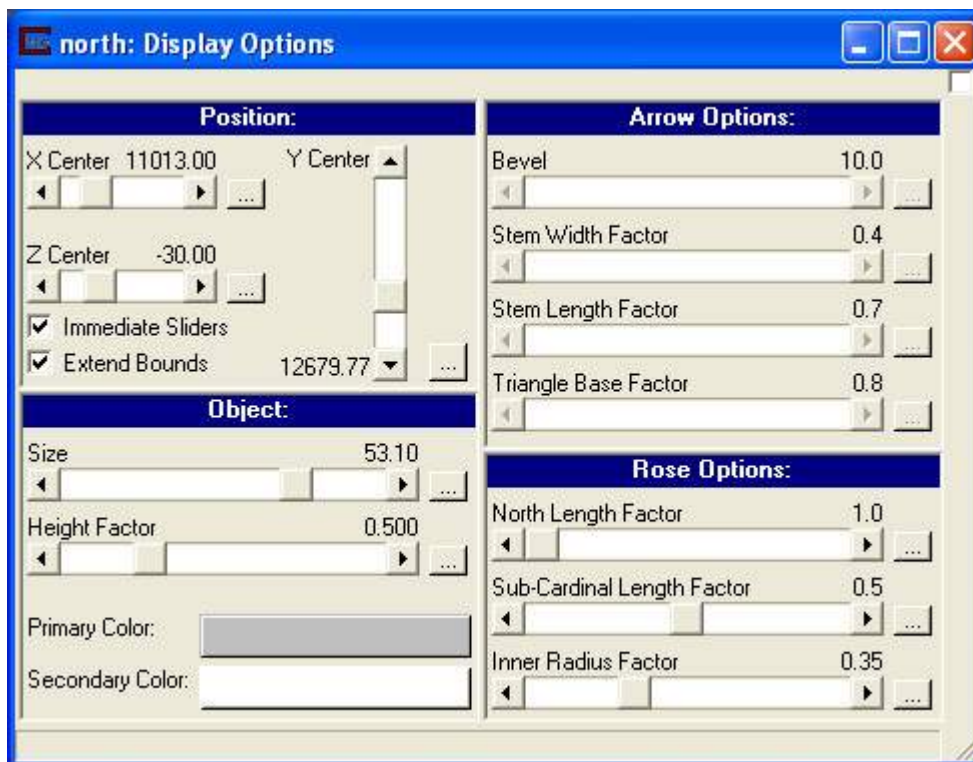 north: Display Options
Position:
X Center 11013.00 Y Center
...
Z Center -30.00
...
Immediate Sliders
Extend Bounds 12679.77 ...
Object:
Size 53.10
...
Height Factor 0.500
...
Primary Color:
Secondary Color:
Arrow Options:
Bevel 10.0
...
Stem Width Factor 0.4
...
Stem Length Factor 0.7
...
Triangle Base Factor 0.8
...
Rose Options:
North Length Factor 1.0
...
Sub-Cardinal Length Factor 0.5
...
Inner Radius Factor 0.35
...